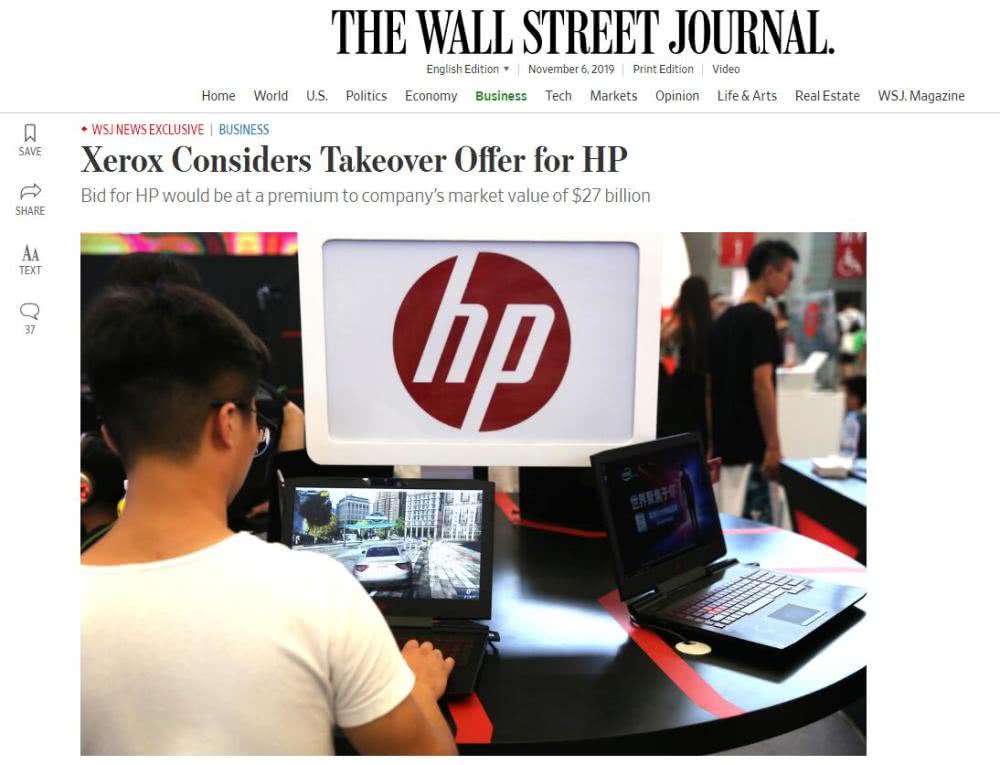 THE WALL STREET JOURNAL.
English Edition ▾ | November 6, 2019 | Print Edition | Video
Home World U.S. Politics Economy Business Tech Markets Opinion Life & Arts Real Estate WSJ. Magazine
SAVE
SHARE
AA
TEXT
37
WSJ NEWS EXCLUSIVE | BUSINESS
Xerox Considers Takeover Offer for HP
Bid for HP would be at a premium to company's market value of $27 billion
hp